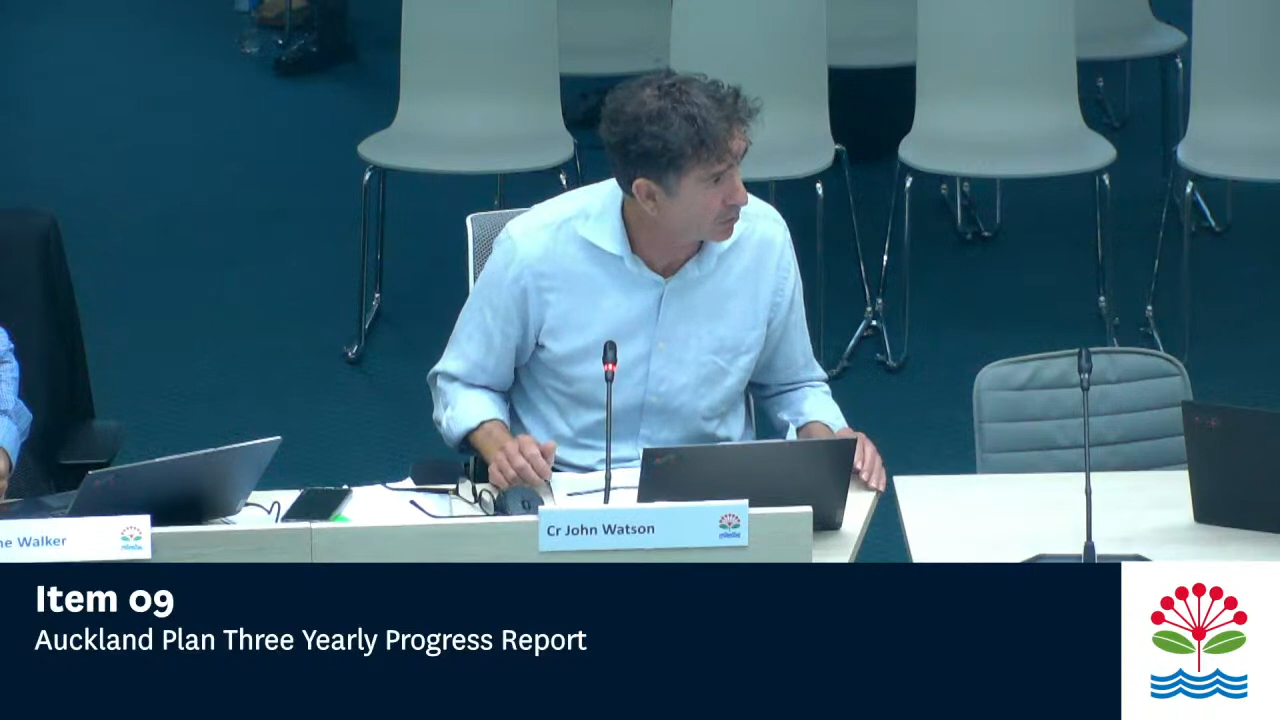 ne Walker
Cr John Watson
Item 09
Auckland Plan Three Yearly Progress Report